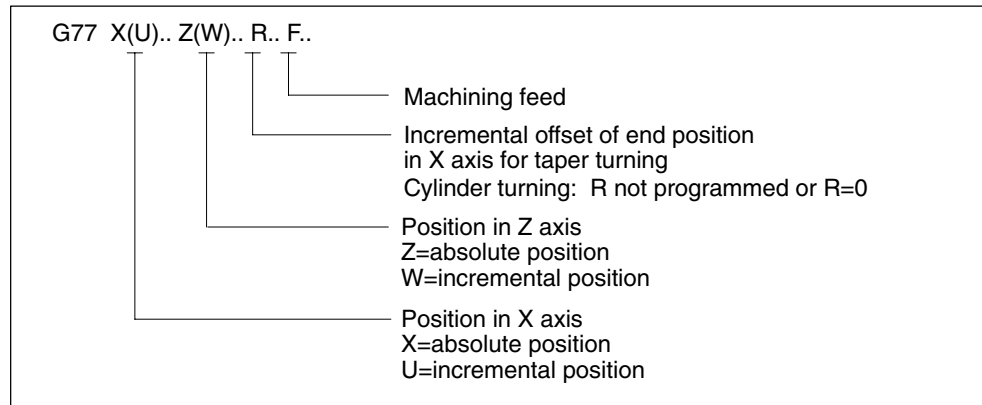 G77 X(U).. Z(W).. R.. F..
Machining feed
Incremental offset of end position
in X axis for taper turning
Cylinder turning: R not programmed or R=0
Position in Z axis
Z=absolute position
W=incremental position
Position in X axis
X=absolute position
U=incremental position